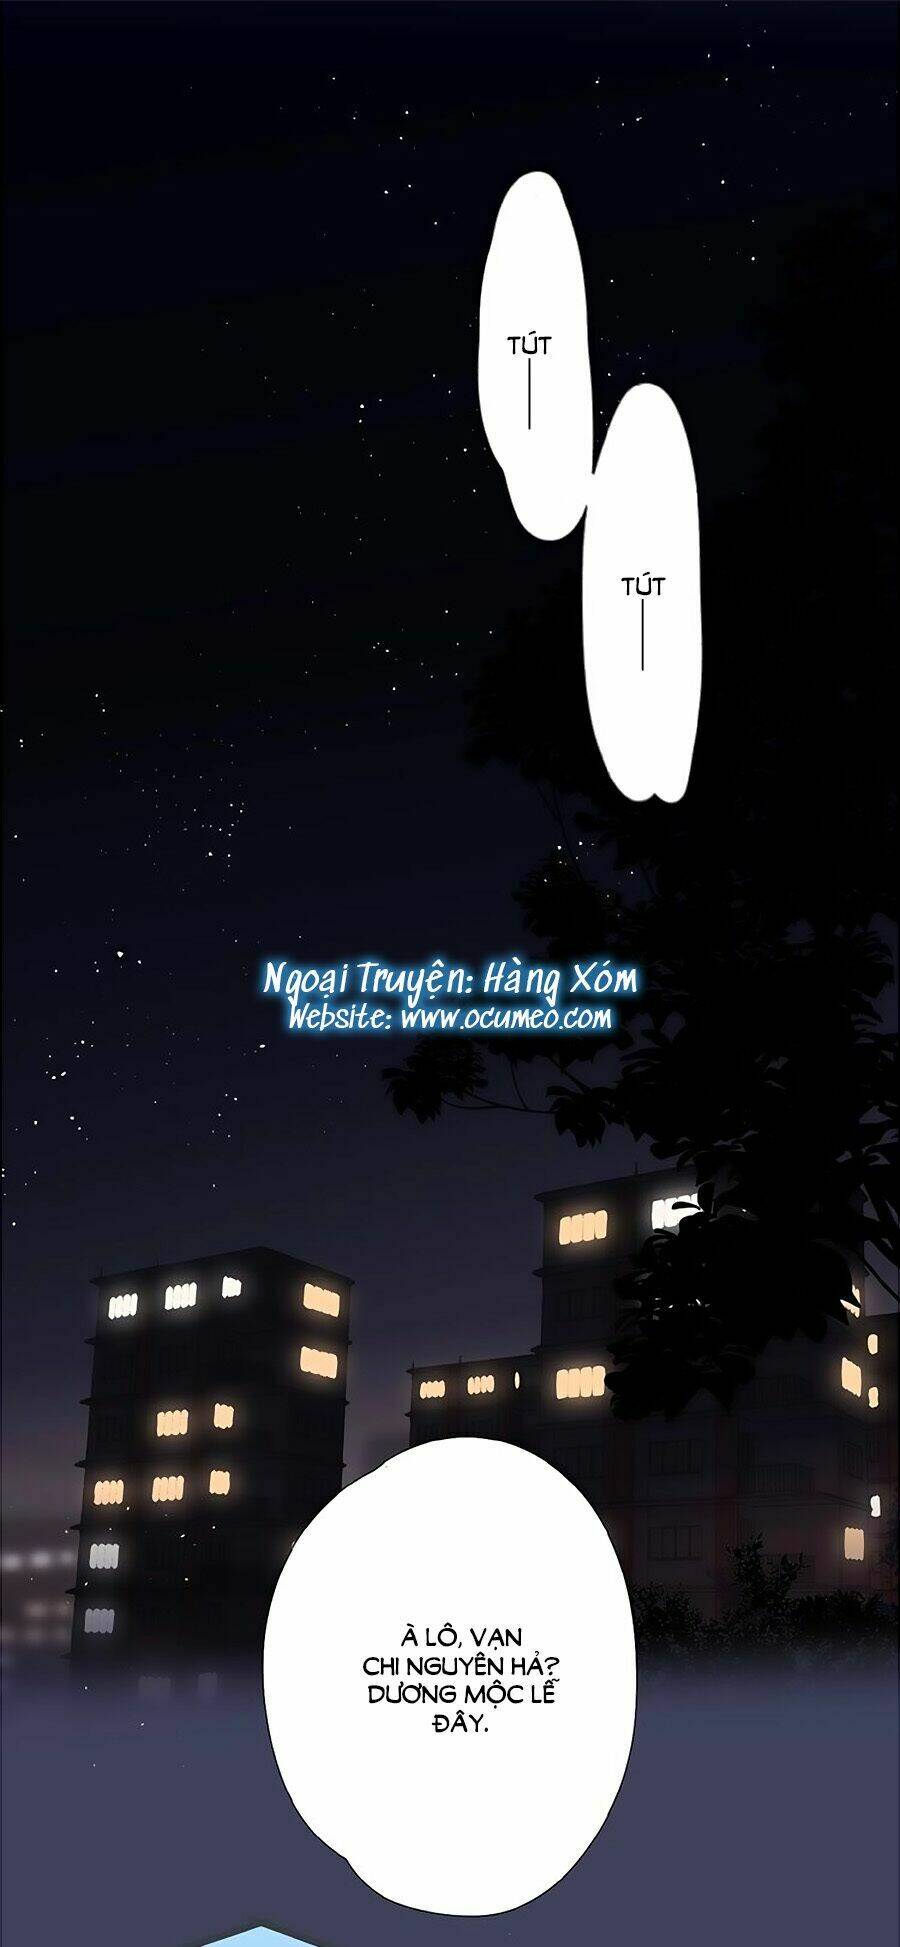 TÚT
TÚT
Ngoại Truyện: Hàng Xóm
Website: www.ocumeo.com
À LÔ, VẠN
CHI NGUYÊN HẢ?
DƯƠNG MỘC LỄ
ĐÂY.